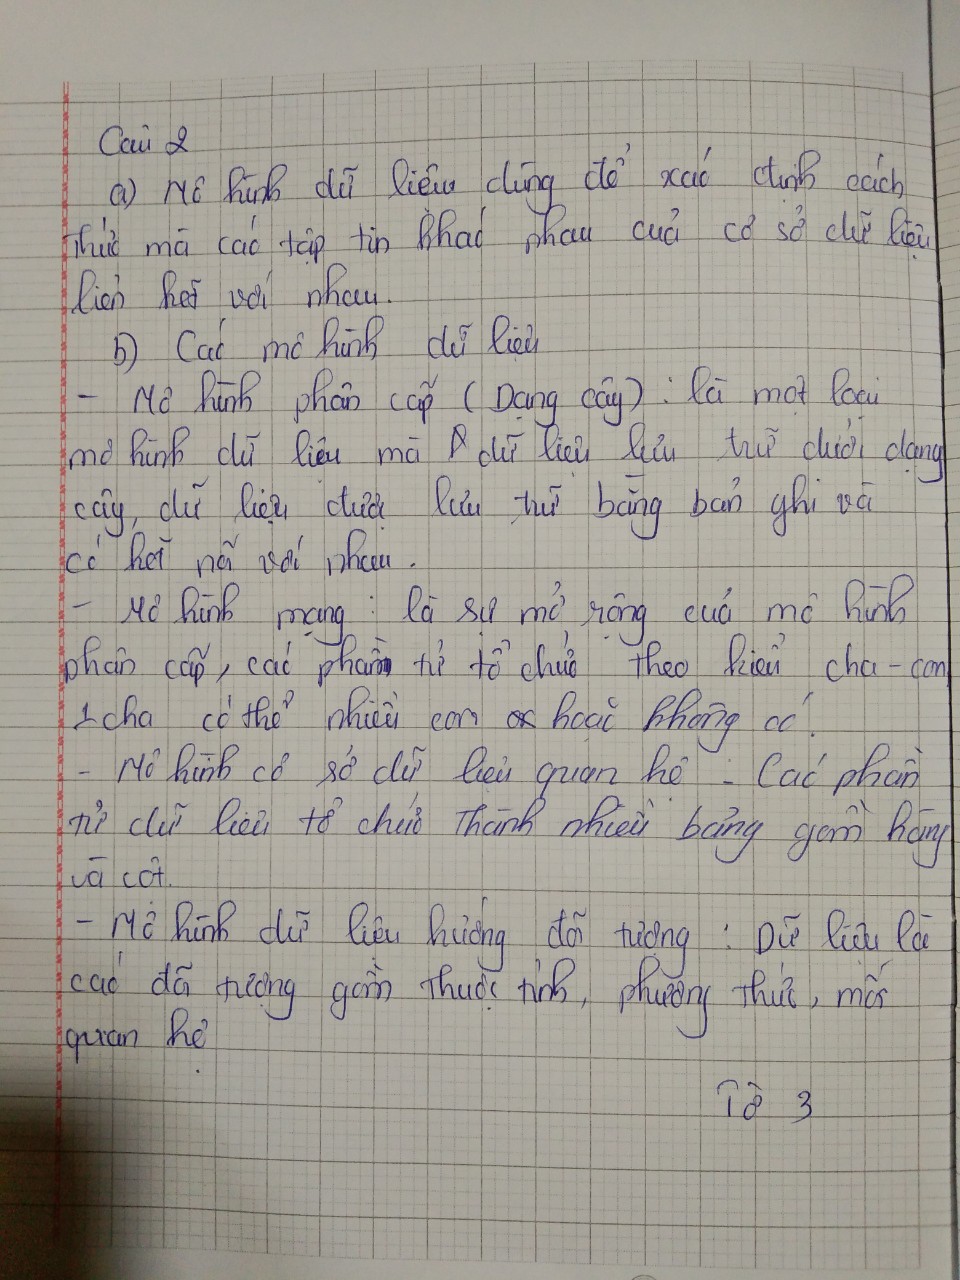 Câu 2
a) Mô hình dữ liệu dùng để xác định cách
thức mà các tập tin khác nhau của cơ sở dữ liệu
liên kết với nhau.
b) Các mô hình dữ liệu
- Mô hình phân cấp (Dạng cây) : là một loại
mô hình dữ liệu mà dữ liệu lưu trữ dưới dạng
cây, dữ liệu được lưu trữ bằng bản ghi và
có kết nối với nhau.
- Mô hình mạng : là sự mở rộng của mô hình
phân cấp, các phần tử tổ chức theo kiểu cha-con
1 cha có thể nhiều con hoặc không có.
- Mô hình cơ sở dữ liệu quan hệ - Các phần
tử dữ liệu tổ chức thành nhiều bảng gồm hàng
và cột.
- Mô hình dữ liệu hướng đối tượng : Dữ liệu là
các đối tượng gồm thuộc tính, phương thức, mối
quan hệ.
Tờ 3